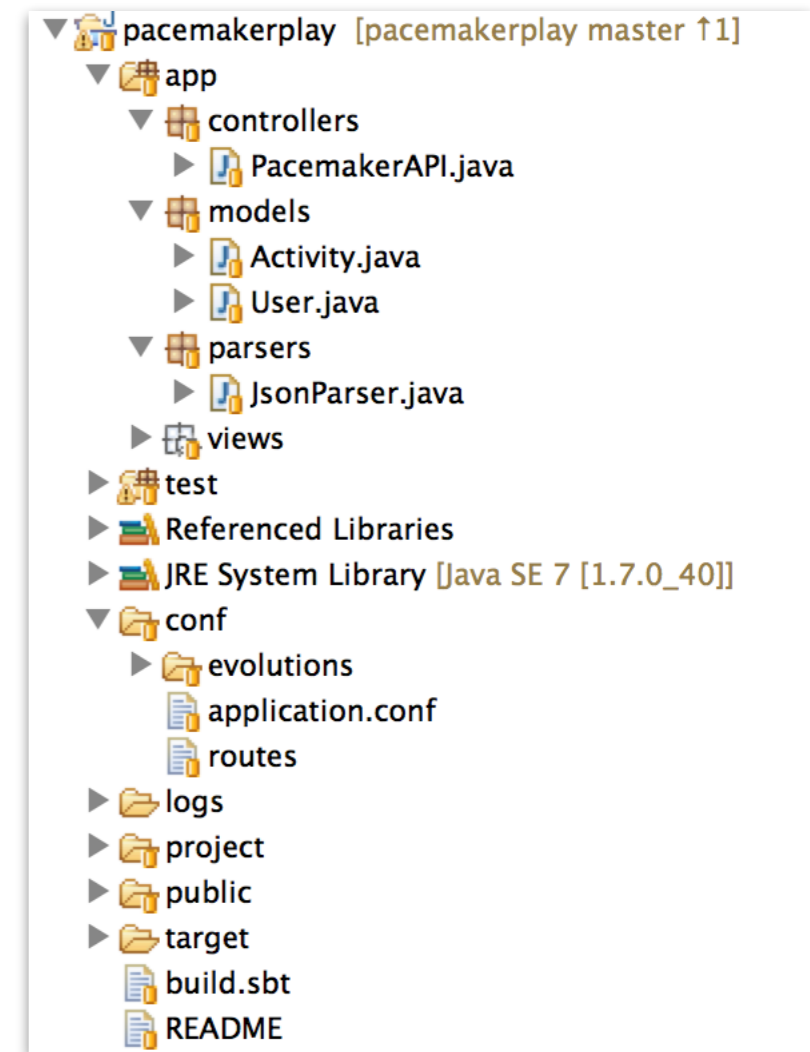 pacemakerplay [pacemakerplay master ↑1]
app
controllers
PacemakerAPI.java
models
Activity.java
User.java
parsers
JsonParser.java
views
test
Referenced Libraries
JRE System Library [Java SE 7 [1.7.0_40]]
conf
evolutions
application.conf
routes
logs
project
public
target
build.sbt
README